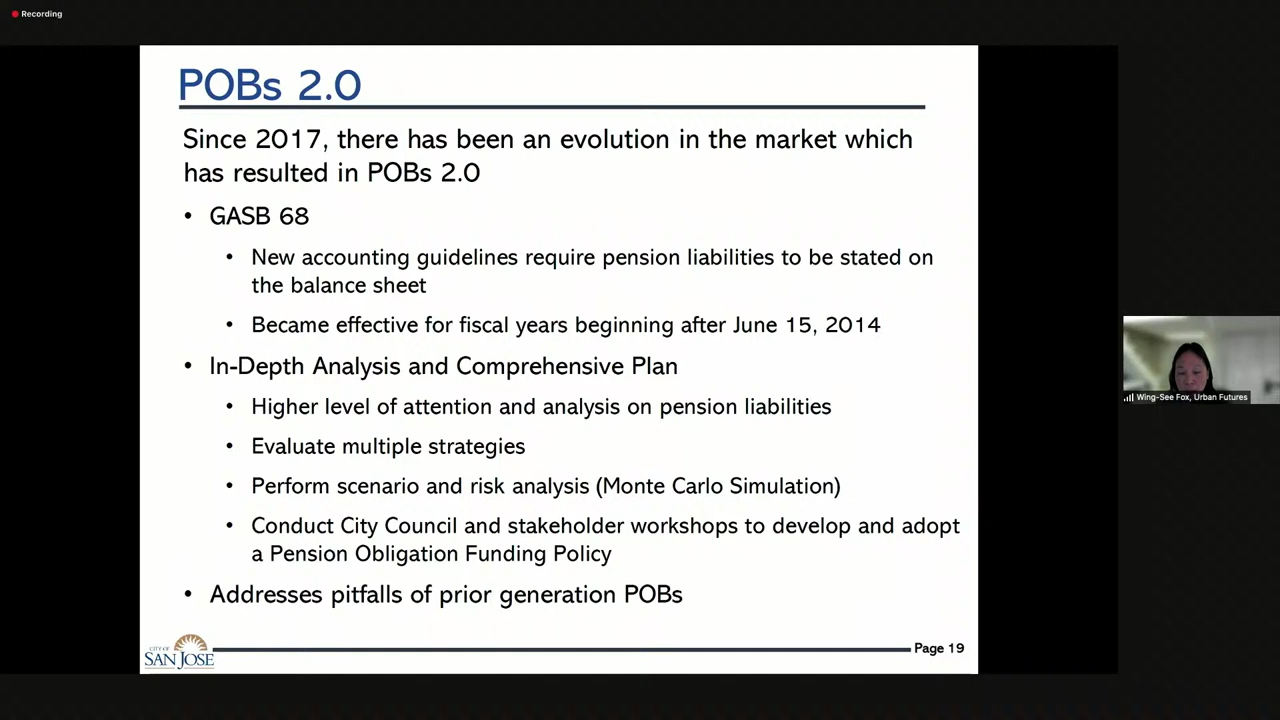 Recording
POBs 2.0
Since 2017, there has been an evolution in the market which
has resulted in POBs 2.0
• GASB 68
• New accounting guidelines require pension liabilities to be stated on
the balance sheet
• Became effective for fiscal years beginning after June 15, 2014
• In-Depth Analysis and Comprehensive Plan
• Higher level of attention and analysis on pension liabilities
• Evaluate multiple strategies
• Perform scenario and risk analysis (Monte Carlo Simulation)
• Conduct City Council and stakeholder workshops to develop and adopt
a Pension Obligation Funding Policy
• Addresses pitfalls of prior generation POBs
CITY OF
SAN JOSE
Page 19
Wing-See Fox, Urban Futures